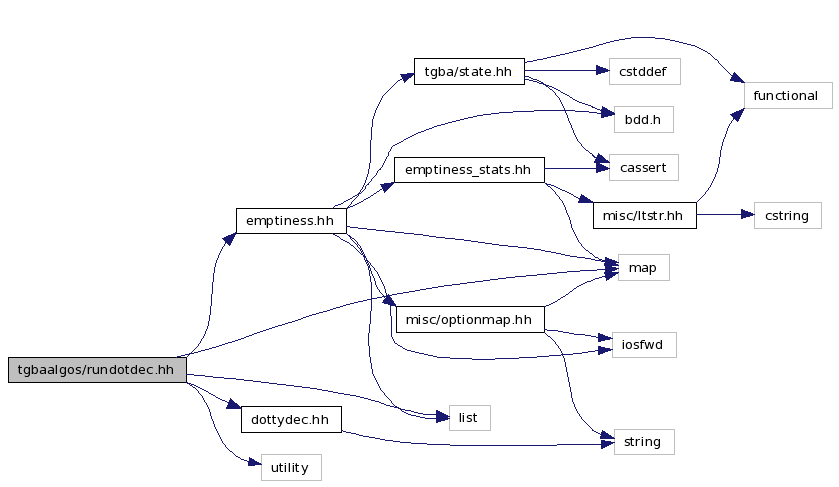 tgba/state.hh
cstddef
functional
bdd.h
emptiness_stats.hh
cassert
emptiness.hh
misc/ltstr.hh
cstring
map
misc/optionmap.hh
iosfwd
tgbaalgos/rundotdec.hh
dottydec.hh
list
string
utility